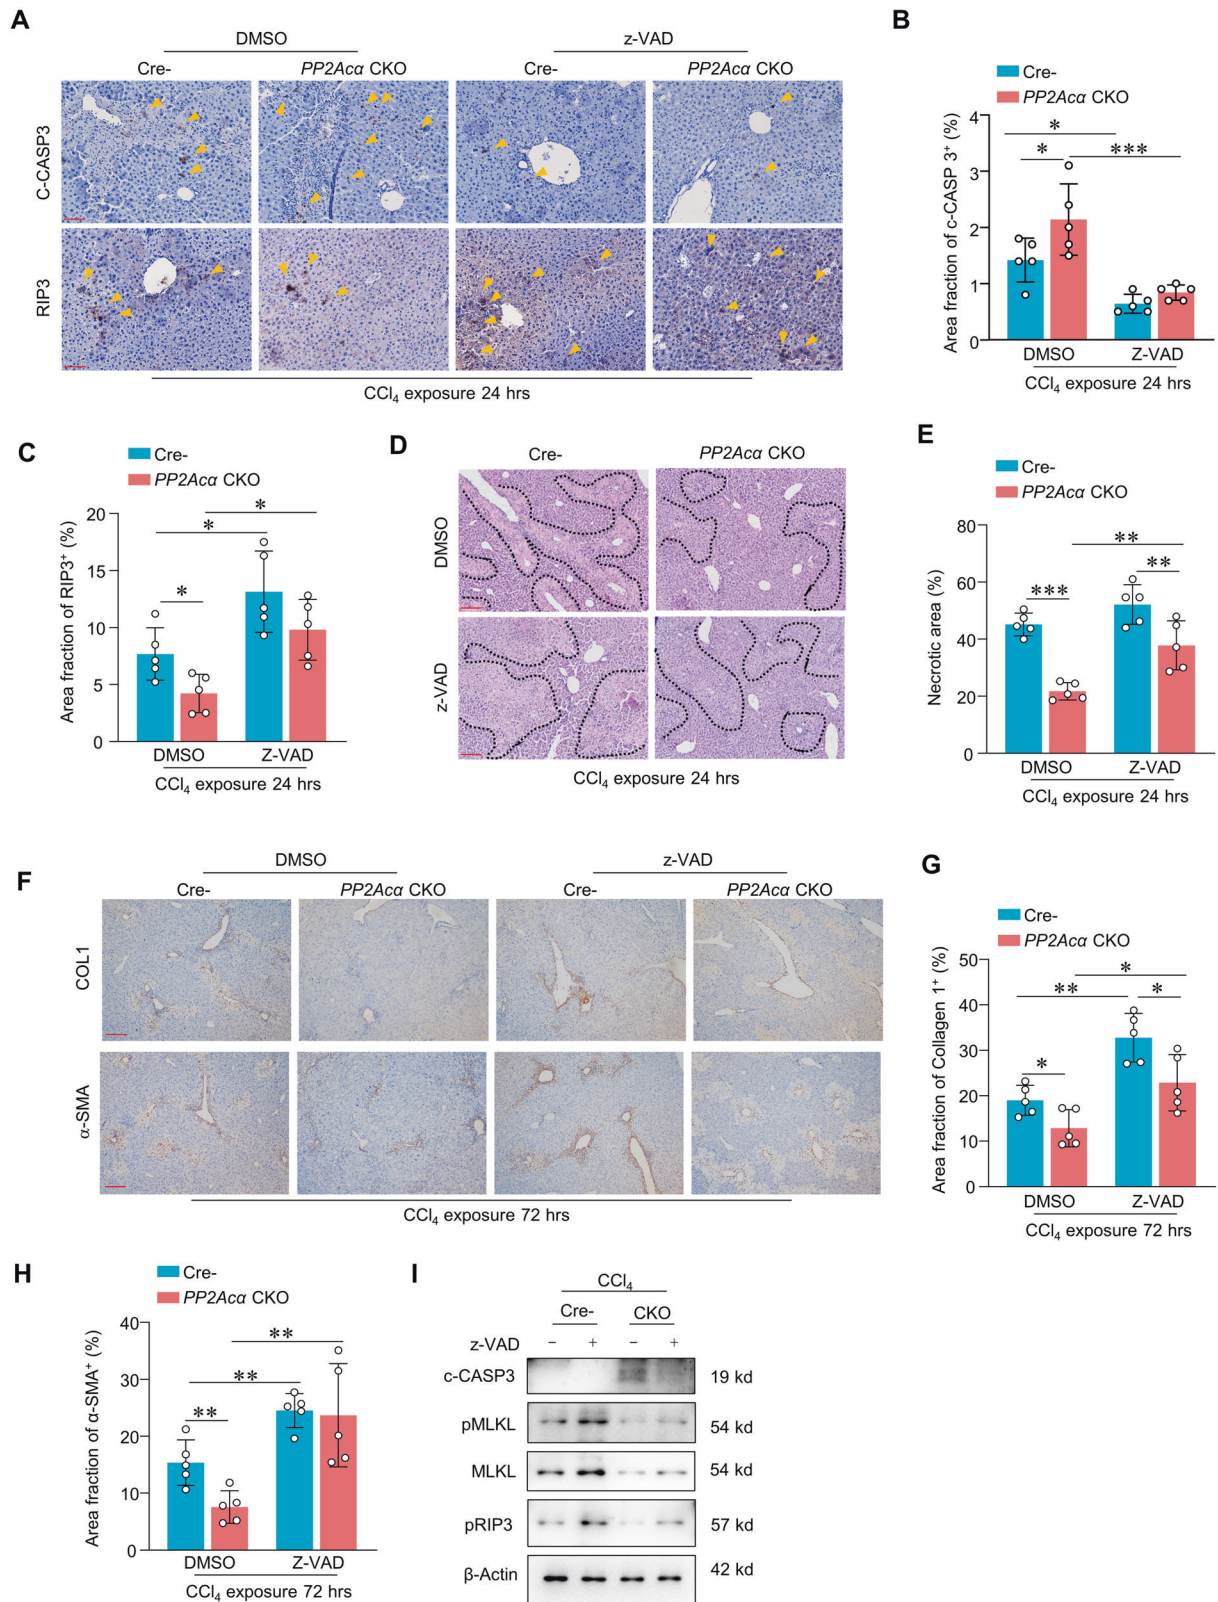 A
DMSO
z-VAD
Cre-
PP2Acα CKO
Cre-
PP2Acα CKO
C-CASP3
RIP3
CCl₄ exposure 24 hrs
B
Cre-
PP2Acα CKO
Area fraction of c-CASP 3⁺ (%)
4
3
2
1
0
*
*
***
DMSO
Z-VAD
CCl₄ exposure 24 hrs
C
Cre-
PP2Acα CKO
Area fraction of RIP3⁺ (%)
20
15
10
5
0
*
*
*
DMSO
Z-VAD
CCl₄ exposure 24 hrs
D
Cre-
PP2Acα CKO
DMSO
z-VAD
CCl₄ exposure 24 hrs
E
Cre-
PP2Acα CKO
Necrotic area (%)
80
60
40
20
0
**
***
**
DMSO
Z-VAD
CCl₄ exposure 24 hrs
F
DMSO
z-VAD
Cre-
PP2Acα CKO
Cre-
PP2Acα CKO
COL1
α-SMA
CCl₄ exposure 72 hrs
G
Cre-
PP2Acα CKO
Area fraction of Collagen 1⁺ (%)
50
40
30
20
10
0
*
**
*
*
DMSO
Z-VAD
CCl₄ exposure 72 hrs
H
Cre-
PP2Acα CKO
Area fraction of α-SMA⁺ (%)
40
30
20
10
0
**
**
**
DMSO
Z-VAD
CCl₄ exposure 72 hrs
I
CCl₄
Cre-
CKO
z-VAD − + − +
c-CASP3 19 kd
pMLKL 54 kd
MLKL 54 kd
pRIP3 57 kd
β-Actin 42 kd